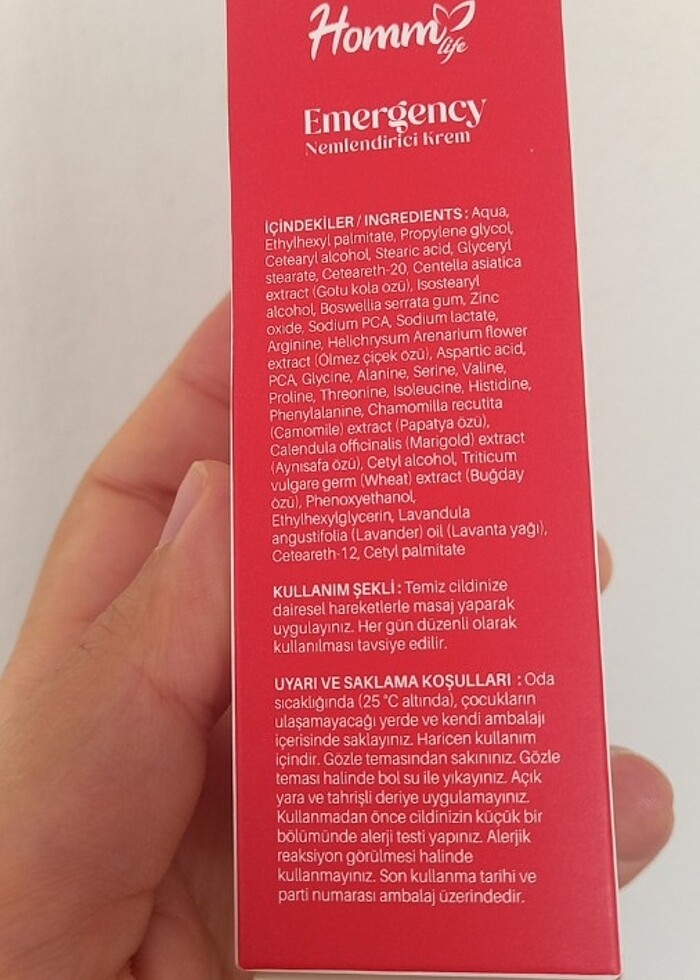 Homm life
Emergency
Nemlendirici Krem
İÇİNDEKİLER / INGREDIENTS : Aqua,
Ethylhexyl palmitate, Propylene glycol,
Cetearyl alcohol, Stearic acid, Glyceryl
stearate, Ceteareth-20, Centella asiatica
extract (Gotu kola özü), Isostearyl
alcohol, Boswellia serrata gum, Zinc
oxide, Sodium PCA, Sodium lactate,
Arginine, Helichrysum Arenarium flower
extract (Ölmez çiçek özü), Aspartic acid,
PCA, Glycine, Alanine, Serine, Valine,
Proline, Threonine, Isoleucine, Histidine,
Phenylalanine, Chamomilla recutita
(Camomile) extract (Papatya özü),
Calendula officinalis (Marigold) extract
(Aynısafa özü), Cetyl alcohol, Triticum
vulgare germ (Wheat) extract (Buğday
özü), Phenoxyethanol,
Ethylhexylglycerin, Lavandula
angustifolia (Lavander) oil (Lavanta yağı),
Ceteareth-12, Cetyl palmitate
KULLANIM ŞEKLİ : Temiz cildinize
dairesel hareketlerle masaj yaparak
uygulayınız. Her gün düzenli olarak
kullanılması tavsiye edilir.
UYARI VE SAKLAMA KOŞULLARI : Oda
sıcaklığında (25 °C altında), çocukların
ulaşamayacağı yerde ve kendi ambalajı
içerisinde saklayınız. Haricen kullanım
içindir. Gözle temasından sakınınız. Gözle
teması halinde bol su ile yıkayınız. Açık
yara ve tahrişli deriye uygulamayınız.
Kullanmadan önce cildinizin küçük bir
bölümünde alerji testi yapınız. Alerjik
reaksiyon görülmesi halinde
kullanmayınız. Son kullanma tarihi ve
parti numarası ambalaj üzerindedir.